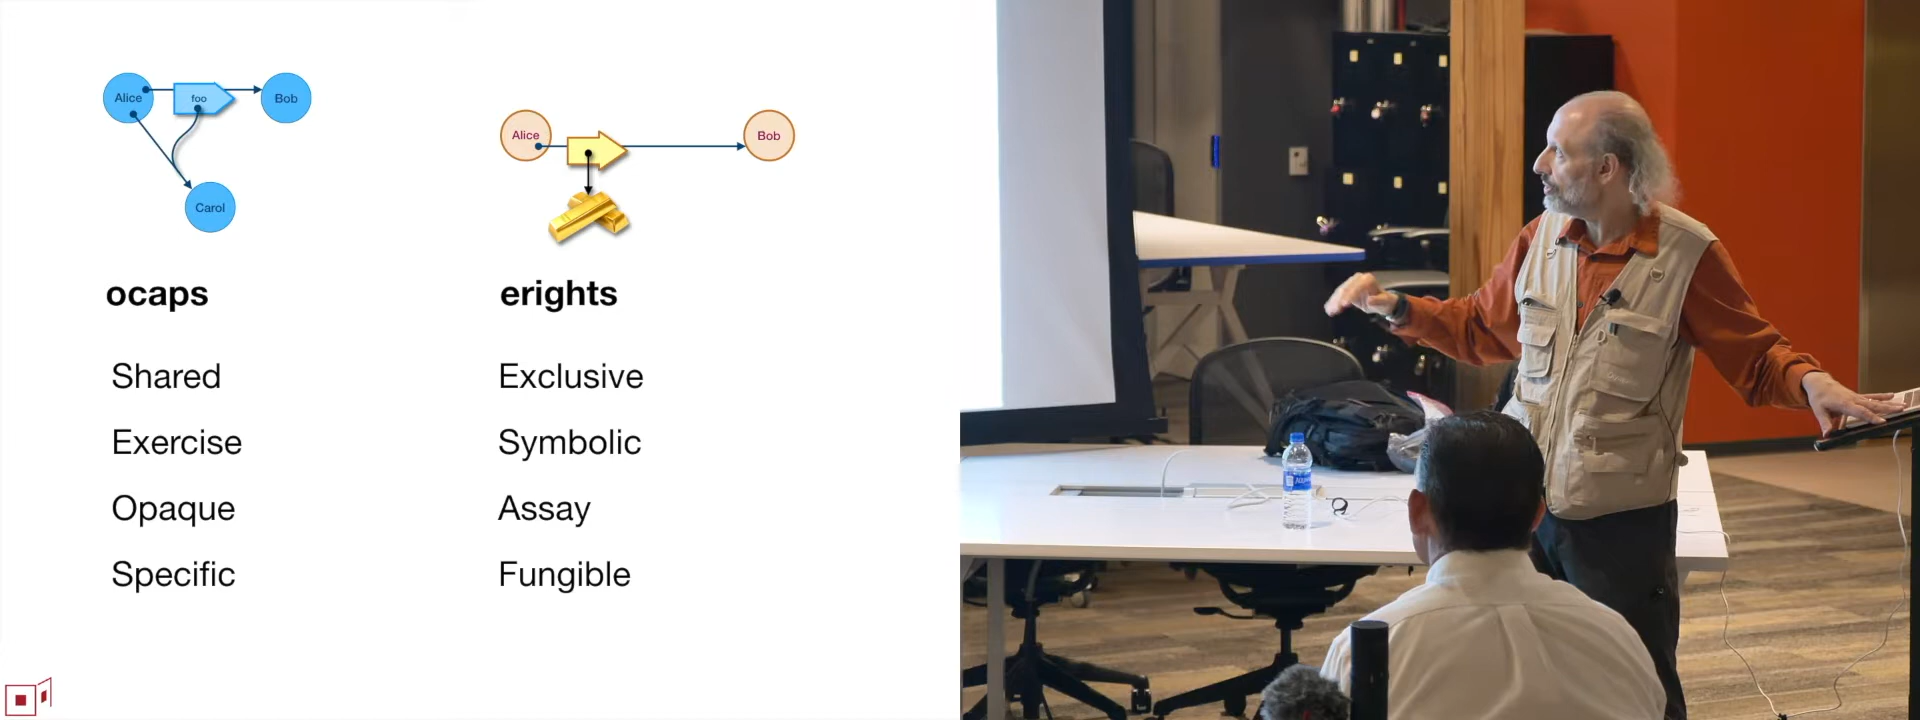 Alice
foo
Bob
Carol
Alice
Bob
ocaps
erights
Shared
Exclusive
Exercise
Symbolic
Opaque
Assay
Specific
Fungible